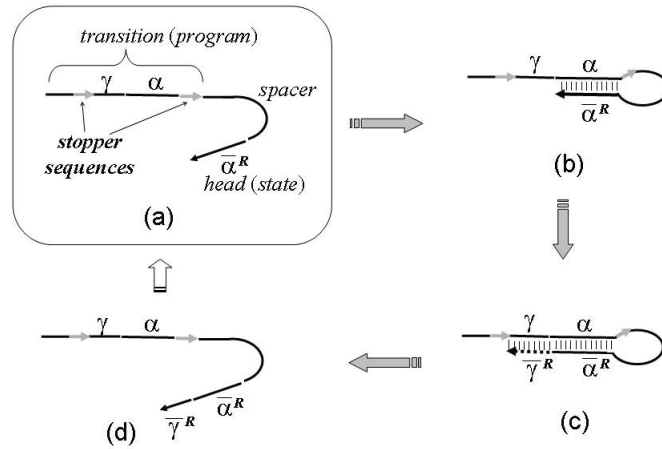 transition (program)
γ α
spacer
stopper
sequences
ᾱᴿ
head (state)
(a)
γ α
ᾱᴿ
(b)
γ α
γ̄ᴿ ᾱᴿ
(c)
γ α
ᾱᴿ
γ̄ᴿ
(d)